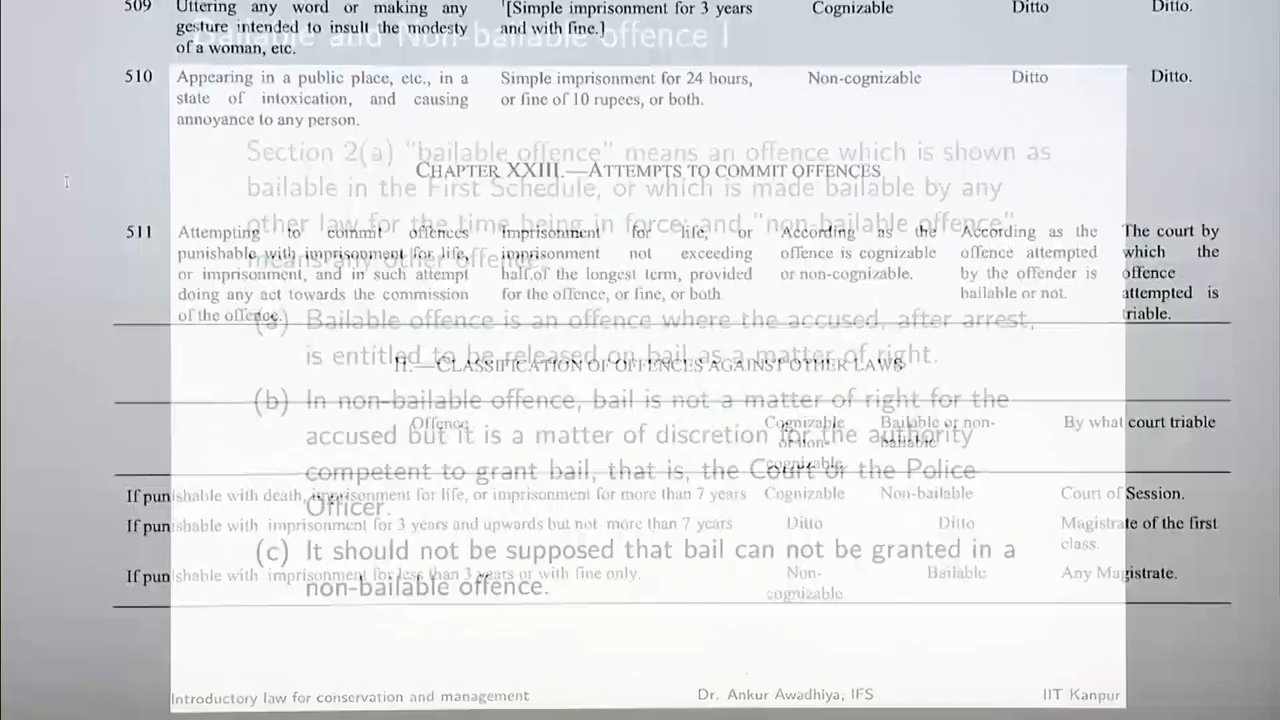 509 Uttering any word or making any gesture intended to insult the modesty of a woman, etc. ¹[Simple imprisonment for 3 years and with fine.] Cognizable Ditto Ditto.
Bailable and Non-bailable offence I
510 Appearing in a public place, etc., in a state of intoxication, and causing annoyance to any person. Simple imprisonment for 24 hours, or fine of 10 rupees, or both. Non-cognizable Ditto Ditto.
CHAPTER XXIII.—ATTEMPTS TO COMMIT OFFENCES
511 Attempting to commit offences punishable with imprisonment for life, or imprisonment, and in such attempt doing any act towards the commission of the offence. Imprisonment for life, or imprisonment not exceeding half of the longest term, provided for the offence, or fine, or both According as the offence is cognizable or non-cognizable. According as the offence attempted by the offender is bailable or not. The court by which the offence attempted is triable.
II.—CLASSIFICATION OF OFFENCES AGAINST OTHER LAWS
Offence Cognizable or non-cognizable Bailable or non-bailable By what court triable
If punishable with death, imprisonment for life, or imprisonment for more than 7 years Cognizable Non-bailable Court of Session.
If punishable with imprisonment for 3 years and upwards but not more than 7 years Ditto Ditto Magistrate of the first class.
If punishable with imprisonment for less than 3 years or with fine only. Non-cognizable Bailable Any Magistrate.
Section 2(a) "bailable offence" means an offence which is shown as
bailable in the First Schedule, or which is made bailable by any
other law for the time being in force; and "non-bailable offence"
means any other offence.
(a) Bailable offence is an offence where the accused, after arrest,
is entitled to be released on bail as a matter of right.
(b) In non-bailable offence, bail is not a matter of right for the
accused but it is a matter of discretion for the authority
competent to grant bail, that is, the Court or the Police
Officer.
(c) It should not be supposed that bail can not be granted in a
non-bailable offence.
Introductory law for conservation and management Dr. Ankur Awadhiya, IFS IIT Kanpur